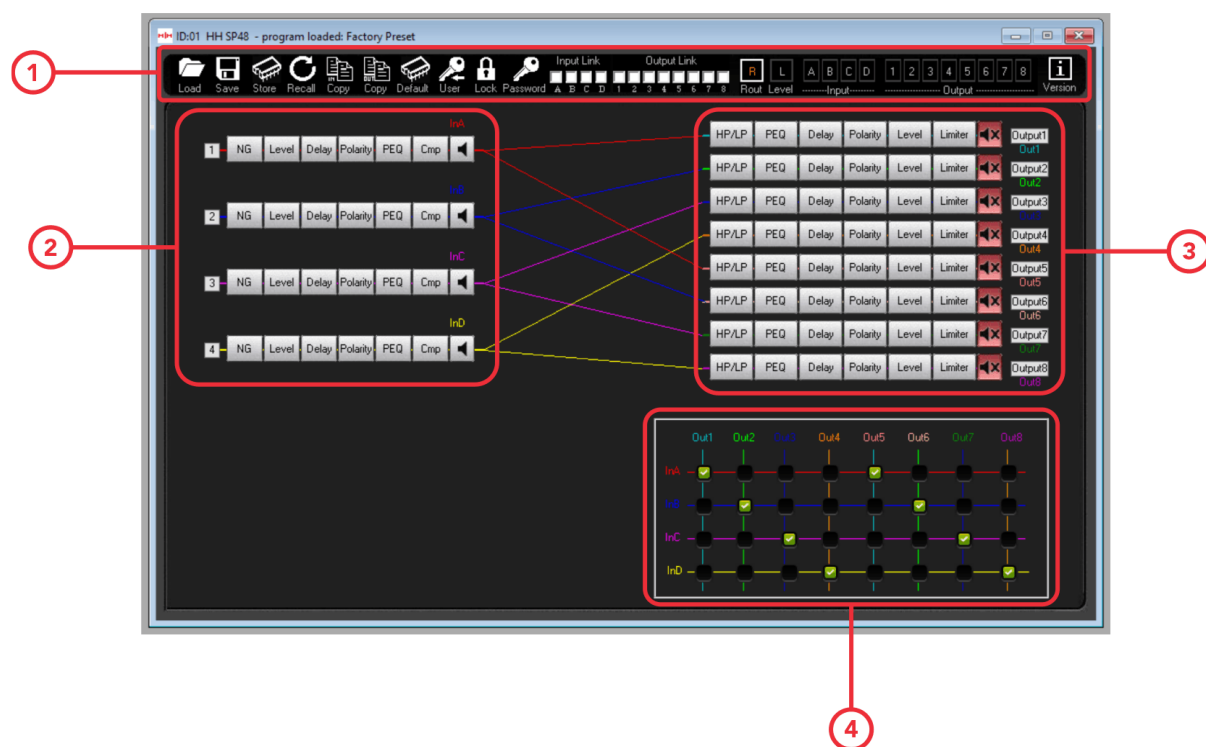 ID:01 HH SP48 - program loaded: Factory Preset
1
Input Link
Output Link
R L A B C D 1 2 3 4 5 6 7 8
Load Save Store Recall Copy Copy Default User Lock Password A B C D 1 2 3 4 5 6 7 8 Rout Level --------Input------- ---------------- Output ---------------- Version
2
InA
1 NG Level Delay Polarity PEQ Cmp
InB
2 NG Level Delay Polarity PEQ Cmp
InC
3 NG Level Delay Polarity PEQ Cmp
InD
4 NG Level Delay Polarity PEQ Cmp
HP/LP PEQ Delay Polarity Level Limiter Output1
Out1
HP/LP PEQ Delay Polarity Level Limiter Output2
Out2
HP/LP PEQ Delay Polarity Level Limiter Output3
Out3
HP/LP PEQ Delay Polarity Level Limiter Output4
Out4
HP/LP PEQ Delay Polarity Level Limiter Output5
Out5
HP/LP PEQ Delay Polarity Level Limiter Output6
Out6
HP/LP PEQ Delay Polarity Level Limiter Output7
Out7
HP/LP PEQ Delay Polarity Level Limiter Output8
Out8
3
Out1 Out2 Out3 Out4 Out5 Out6 Out7 Out8
InA
InB
InC
InD
4